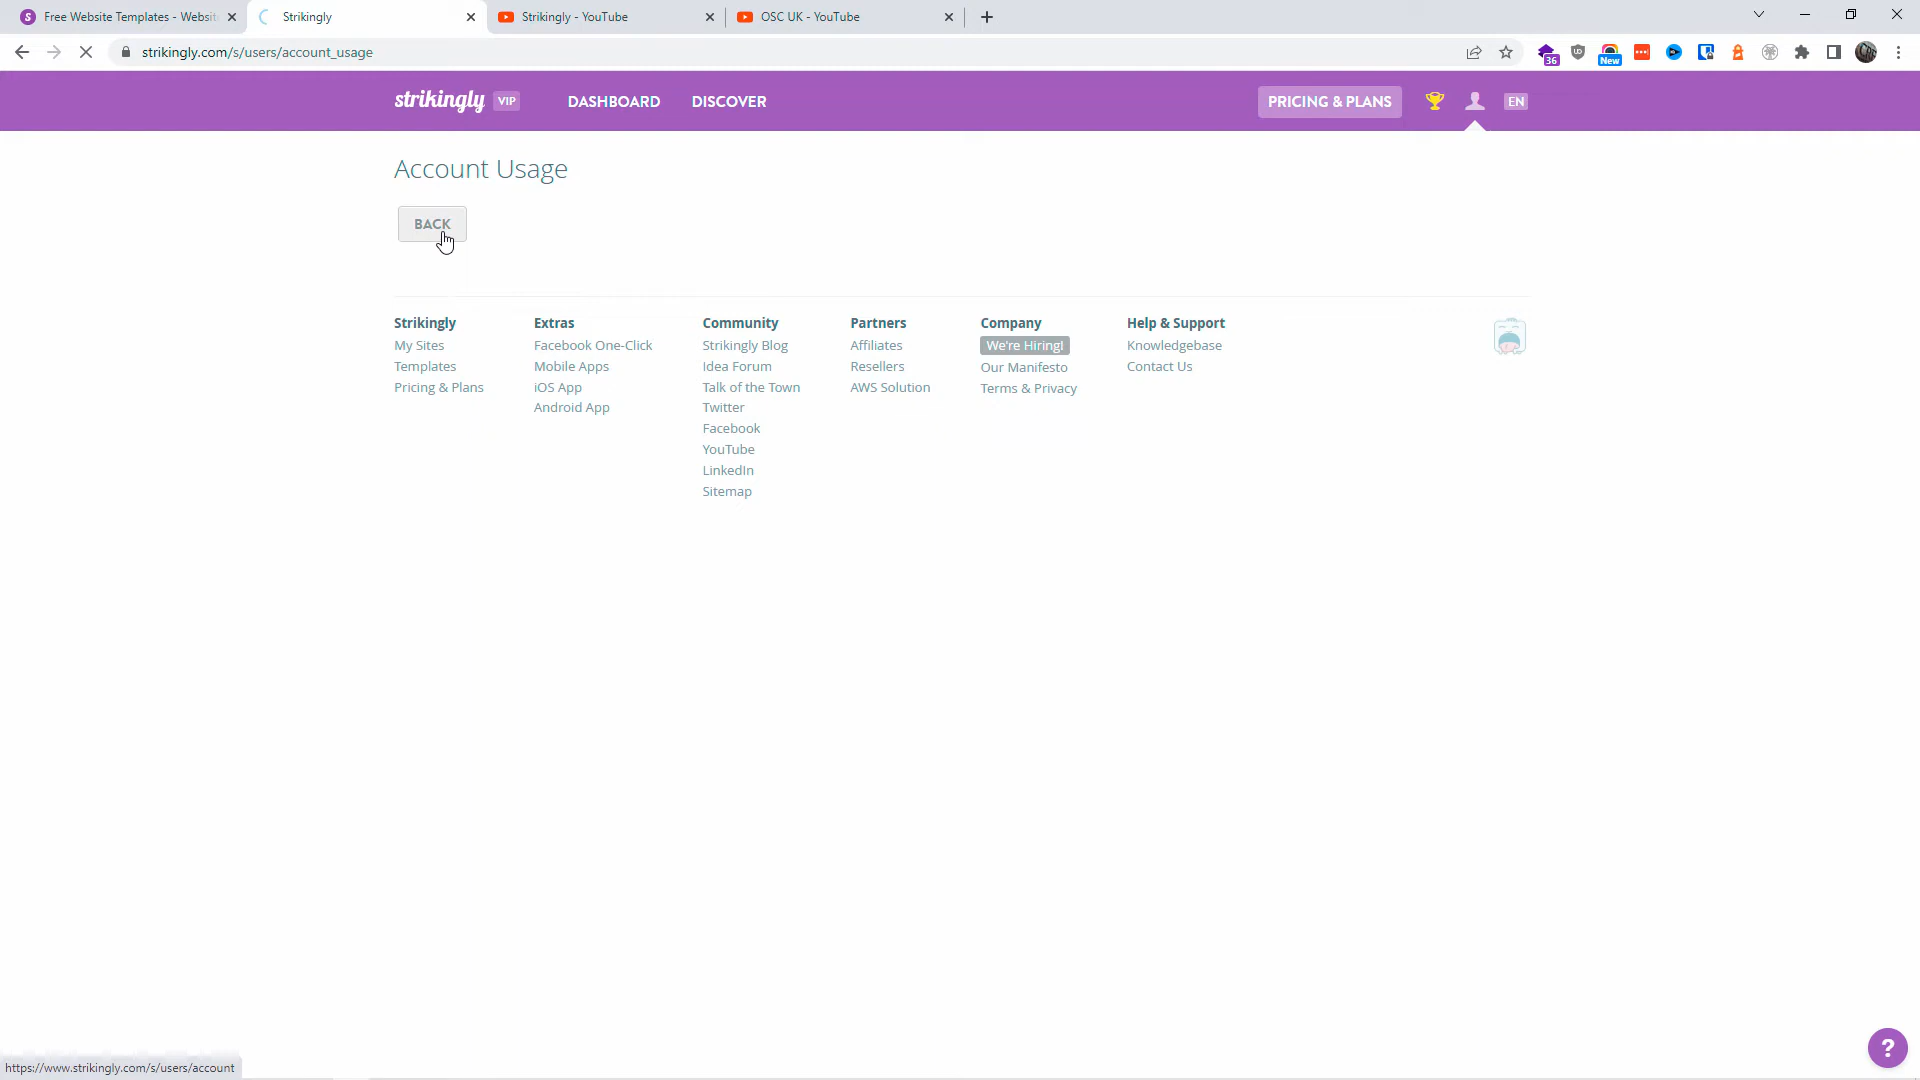 Free Website Templates - Websit
Strikingly
Strikingly - YouTube
OSC UK - YouTube
strikingly.com/s/users/account_usage
36
New
strikingly VIP
DASHBOARD
DISCOVER
PRICING & PLANS
EN
Account Usage
BACK
Strikingly
My Sites
Templates
Pricing & Plans
Extras
Facebook One-Click
Mobile Apps
iOS App
Android App
Community
Strikingly Blog
Idea Forum
Talk of the Town
Twitter
Facebook
YouTube
LinkedIn
Sitemap
Partners
Affiliates
Resellers
AWS Solution
Company
We're Hiring!
Our Manifesto
Terms & Privacy
Help & Support
Knowledgebase
Contact Us
?
https://www.strikingly.com/s/users/account